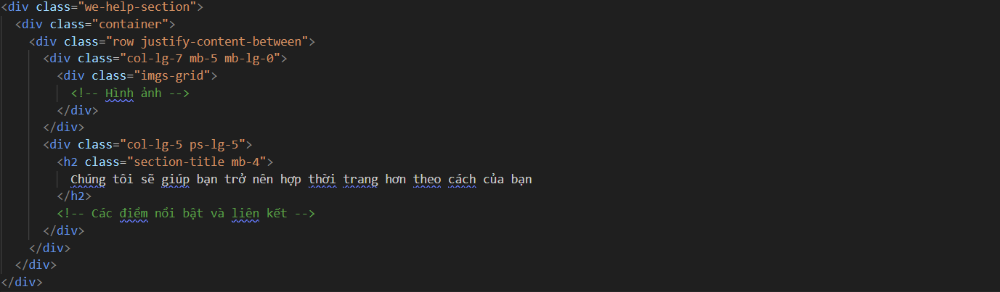 <div class="we-help-section">
<div class="container">
<div class="row justify-content-between">
<div class="col-lg-7 mb-5 mb-lg-0">
<div class="imgs-grid">
<!-- Hình ảnh -->
</div>
</div>
<div class="col-lg-5 ps-lg-5">
<h2 class="section-title mb-4">
Chúng tôi sẽ giúp bạn trở nên hợp thời trang hơn theo cách của bạn
</h2>
<!-- Các điểm nổi bật và liên kết -->
</div>
</div>
</div>
</div>